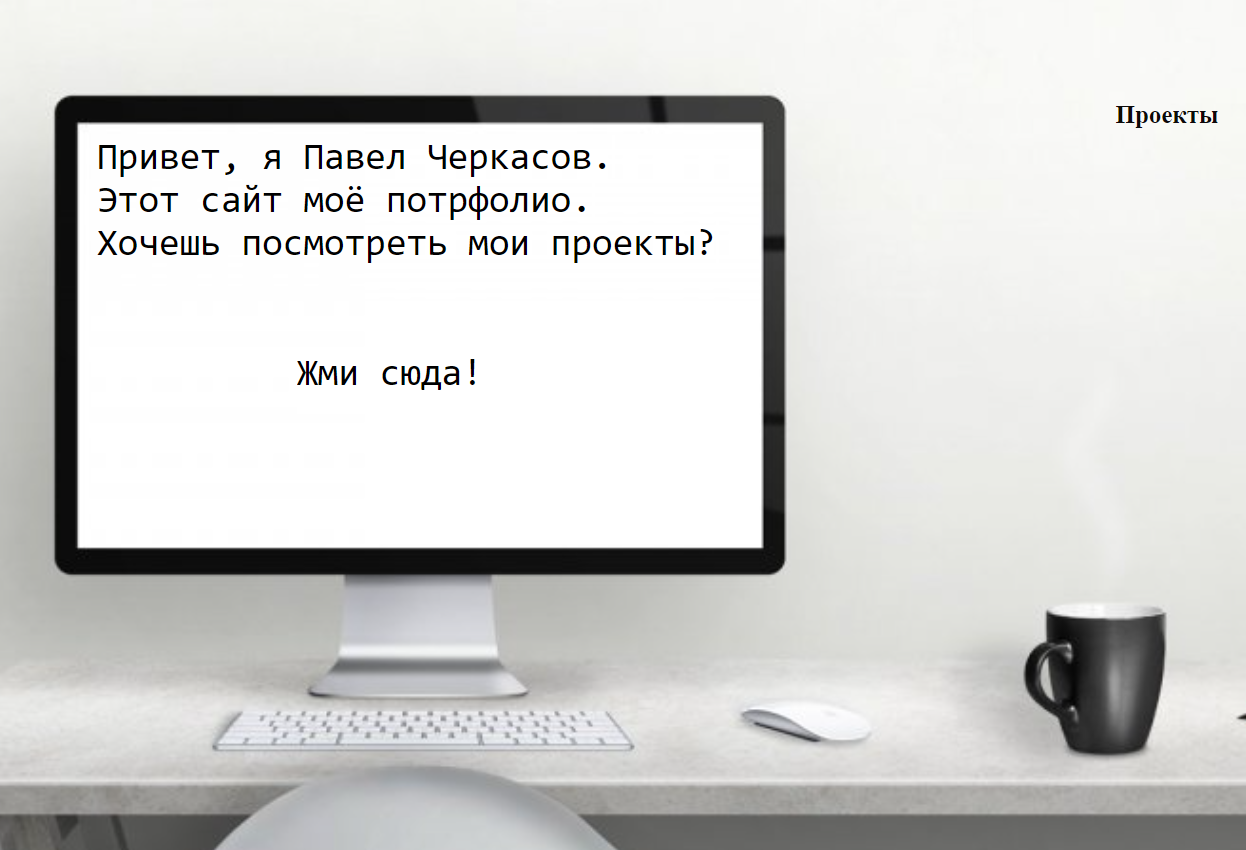 Привет, я Павел Черкасов.
Этот сайт моё потрфолио.
Хочешь посмотреть мои проекты?
Жми сюда!
Проекты